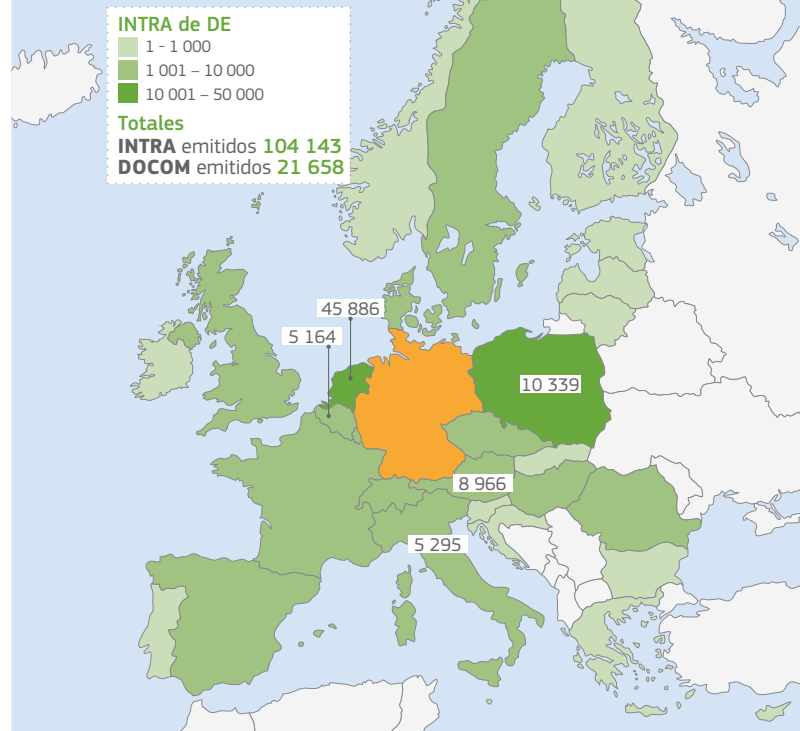 INTRA de DE
1 - 1 000
1 001 – 10 000
10 001 – 50 000
Totales
INTRA emitidos 104 143
DOCOM emitidos 21 658
45 886
5 164
10 339
8 966
5 295